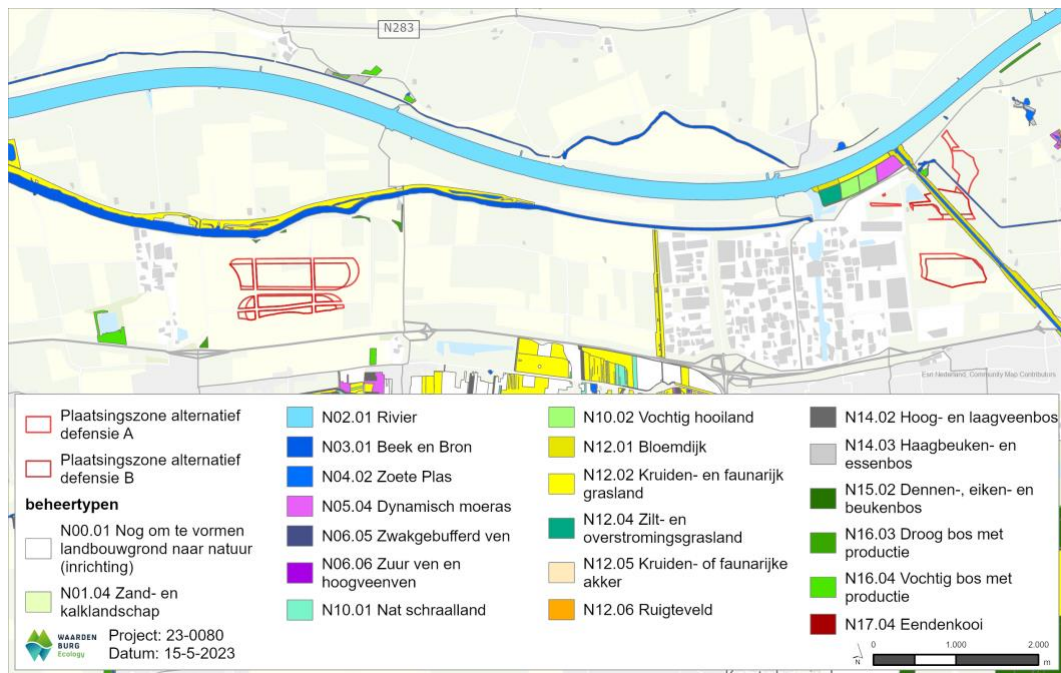 N283
Esri Nederland, Community Map Contributors
Plaatsingszone alternatief
defensie A
Plaatsingszone alternatief
defensie B
beheertypen
N00.01 Nog om te vormen
landbouwgrond naar natuur
(inrichting)
N01.04 Zand- en
kalklandschap
N02.01 Rivier
N03.01 Beek en Bron
N04.02 Zoete Plas
N05.04 Dynamisch moeras
N06.05 Zwakgebufferd ven
N06.06 Zuur ven en
hoogveenven
N10.01 Nat schraalland
N10.02 Vochtig hooiland
N12.01 Bloemdijk
N12.02 Kruiden- en faunarijk
grasland
N12.04 Zilt- en
overstromingsgrasland
N12.05 Kruiden- of faunarijke
akker
N12.06 Ruigteveld
N14.02 Hoog- en laagveenbos
N14.03 Haagbeuken- en
essenbos
N15.02 Dennen-, eiken- en
beukenbos
N16.03 Droog bos met
productie
N16.04 Vochtig bos met
productie
N17.04 Eendenkooi
WAARDEN
BURG
Ecology
Project: 23-0080
Datum: 15-5-2023
N
0 1.000 2.000
m